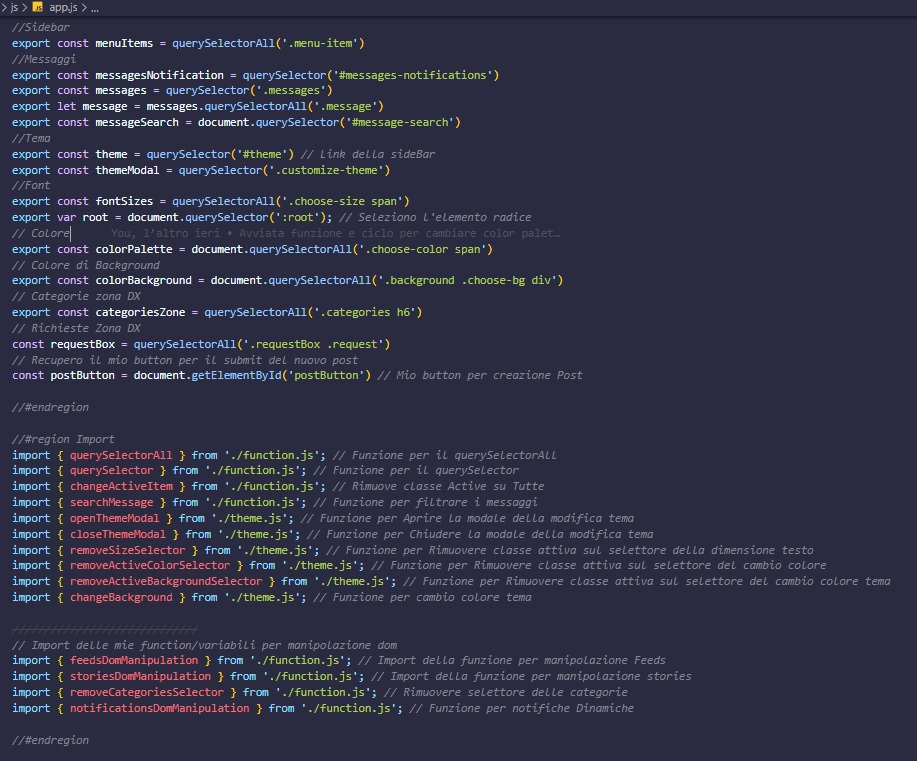 js > JS app.js > ...
//Sidebar
export const menuItems = querySelectorAll('.menu-item')
//Messaggi
export const messagesNotification = querySelector('#messages-notifications')
export const messages = querySelector('.messages')
export let message = messages.querySelectorAll('.message')
export const messageSearch = document.querySelector('#message-search')
//Tema
export const theme = querySelector('#theme') // Link della sideBar
export const themeModal = querySelector('.customize-theme')
//Font
export const fontSizes = querySelectorAll('.choose-size span')
export var root = document.querySelector(':root'); // Seleziono l'elemento radice
// Colore You, l'altro ieri • Avviata funzione e ciclo per cambiare color palet…
export const colorPalette = document.querySelectorAll('.choose-color span')
// Colore di Background
export const colorBackground = document.querySelectorAll('.background .choose-bg div')
// Categorie zona DX
export const categoriesZone = querySelectorAll('.categories h6')
// Richieste Zona DX
const requestBox = querySelectorAll('.requestBox .request')
// Recupero il mio button per il submit del nuovo post
const postButton = document.getElementById('postButton') // Mio button per creazione Post
//#endregion
//#region Import
import { querySelectorAll } from './function.js'; // Funzione per il querySelectorAll
import { querySelector } from './function.js'; // Funzione per il querySelector
import { changeActiveItem } from './function.js'; // Rimuove classe Active su Tutte
import { searchMessage } from './function.js'; // Funzione per filtrare i messaggi
import { openThemeModal } from './theme.js'; // Funzione per Aprire la modale della modifica tema
import { closeThemeModal } from './theme.js'; // Funzione per Chiudere la modale della modifica tema
import { removeSizeSelector } from './theme.js'; // Funzione per Rimuovere classe attiva sul selettore della dimensione testo
import { removeActiveColorSelector } from './theme.js'; // Funzione per Rimuovere classe attiva sul selettore del cambio colore
import { removeActiveBackgroundSelector } from './theme.js'; // Funzione per Rimuovere classe attiva sul selettore del cambio colore tema
import { changeBackground } from './theme.js'; // Funzione per cambio colore tema
/////////////////////////////
// Import delle mie function/variabili per manipolazione dom
import { feedsDomManipulation } from './function.js'; // Import della funzione per manipolazione Feeds
import { storiesDomManipulation } from './function.js'; // Import della funzione per manipolazione stories
import { removeCategoriesSelector } from './function.js'; // Rimuovere selettore delle categorie
import { notificationsDomManipulation } from './function.js'; // Funzione per notifiche Dinamiche
//#endregion